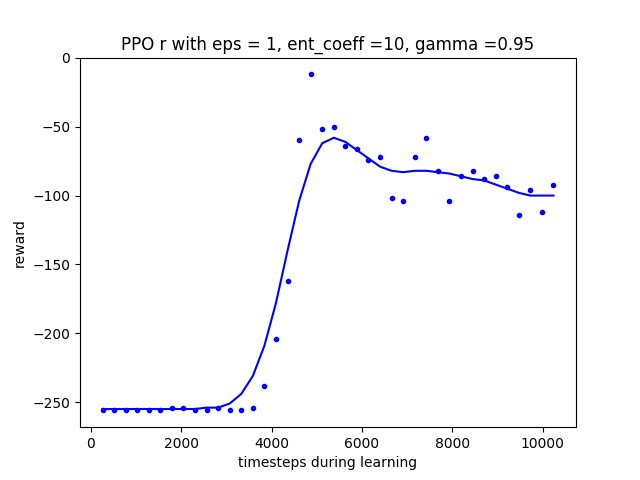 PPO r with eps = 1, ent_coeff =10, gamma =0.95
0
−50
−100
−150
−200
−250
reward
0 2000 4000 6000 8000 10000
timesteps during learning